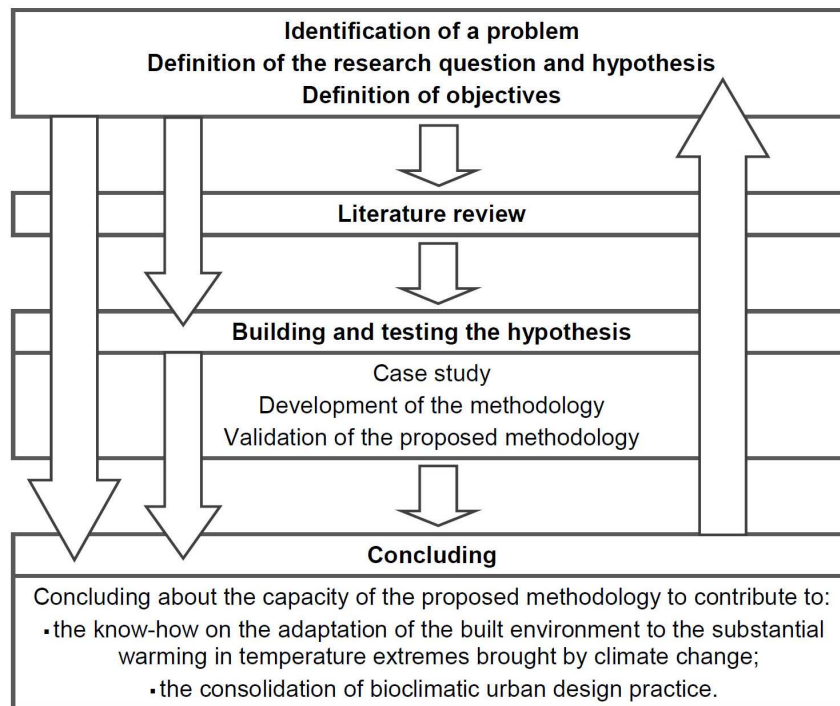 Identification of a problem
Definition of the research question and hypothesis
Definition of objectives
Literature review
Building and testing the hypothesis
Case study
Development of the methodology
Validation of the proposed methodology
Concluding
Concluding about the capacity of the proposed methodology to contribute to:
▪ the know-how on the adaptation of the built environment to the substantial
warming in temperature extremes brought by climate change;
▪ the consolidation of bioclimatic urban design practice.